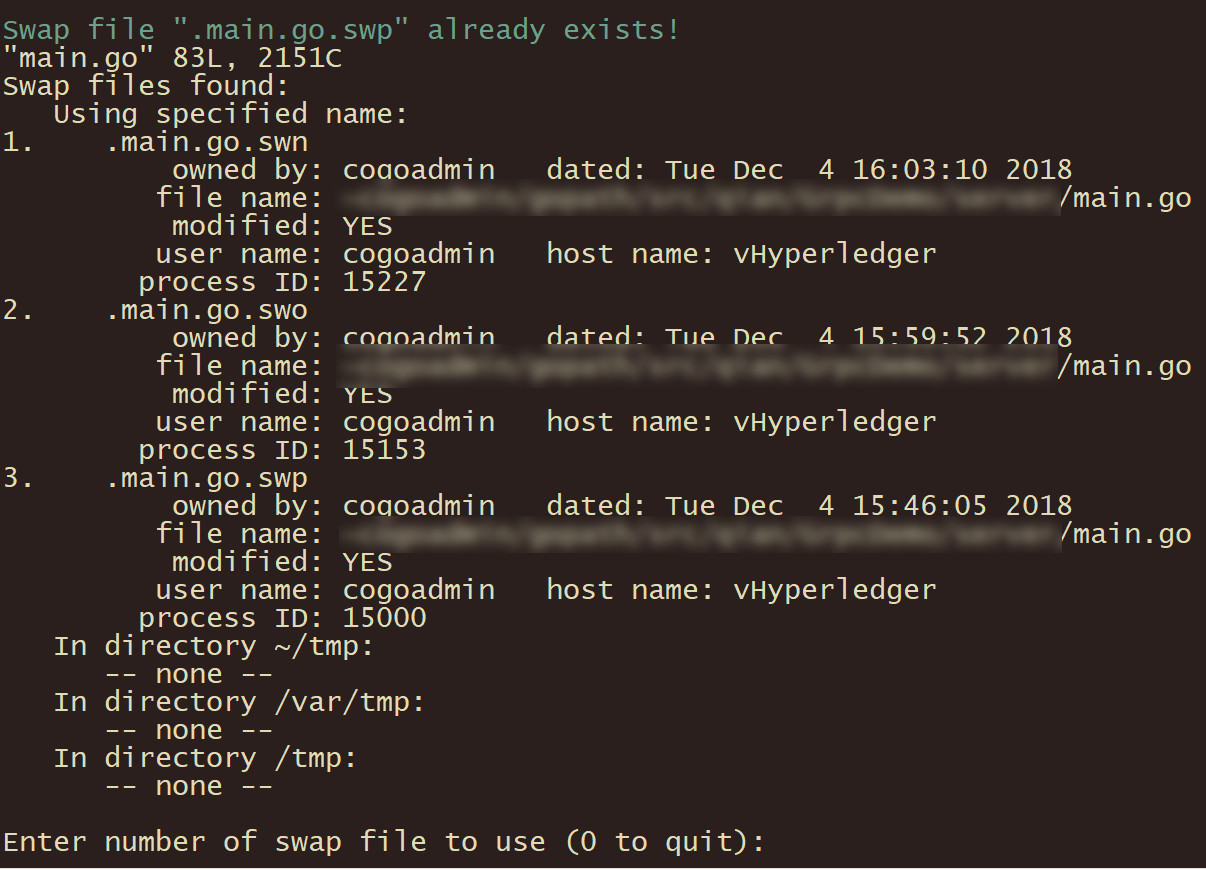 Swap file ".main.go.swp" already exists!
"main.go" 83L, 2151C
Swap files found:
   Using specified name:
1.    .main.go.swn
          owned by: cogoadmin   dated: Tue Dec  4 16:03:10 2018
         file name: /main.go
          modified: YES
         user name: cogoadmin   host name: vHyperledger
        process ID: 15227
2.    .main.go.swo
          owned by: cogoadmin   dated: Tue Dec  4 15:59:52 2018
         file name: /main.go
          modified: YES
         user name: cogoadmin   host name: vHyperledger
        process ID: 15153
3.    .main.go.swp
          owned by: cogoadmin   dated: Tue Dec  4 15:46:05 2018
         file name: /main.go
          modified: YES
         user name: cogoadmin   host name: vHyperledger
        process ID: 15000
   In directory ~/tmp:
      -- none --
   In directory /var/tmp:
      -- none --
   In directory /tmp:
      -- none --
Enter number of swap file to use (0 to quit):